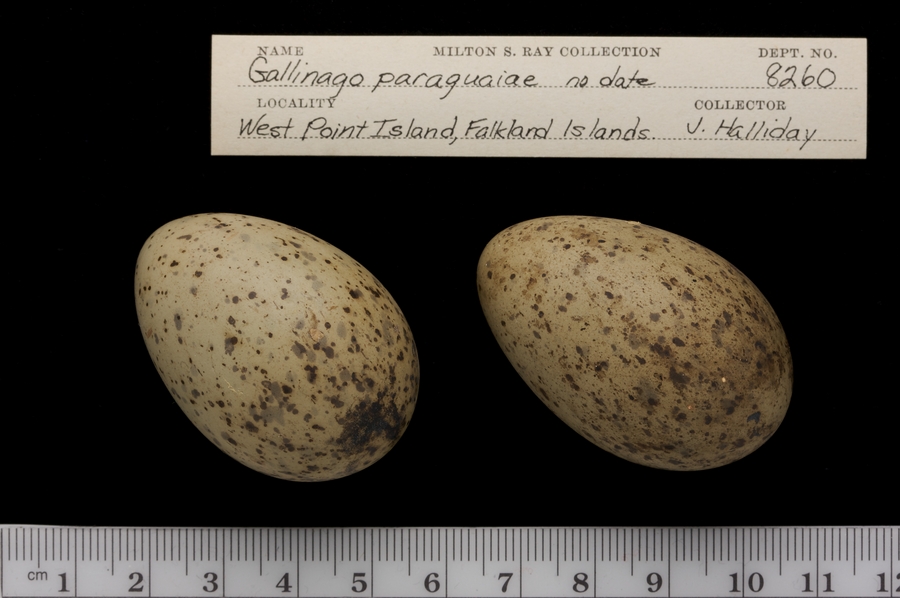 NAME MILTON S. RAY COLLECTION DEPT. NO.
Gallinago paraguaiae no date 8260
LOCALITY COLLECTOR
West Point Island, Falkland Islands. J. Halliday
cm 1 2 3 4 5 6 7 8 9 10 11 12